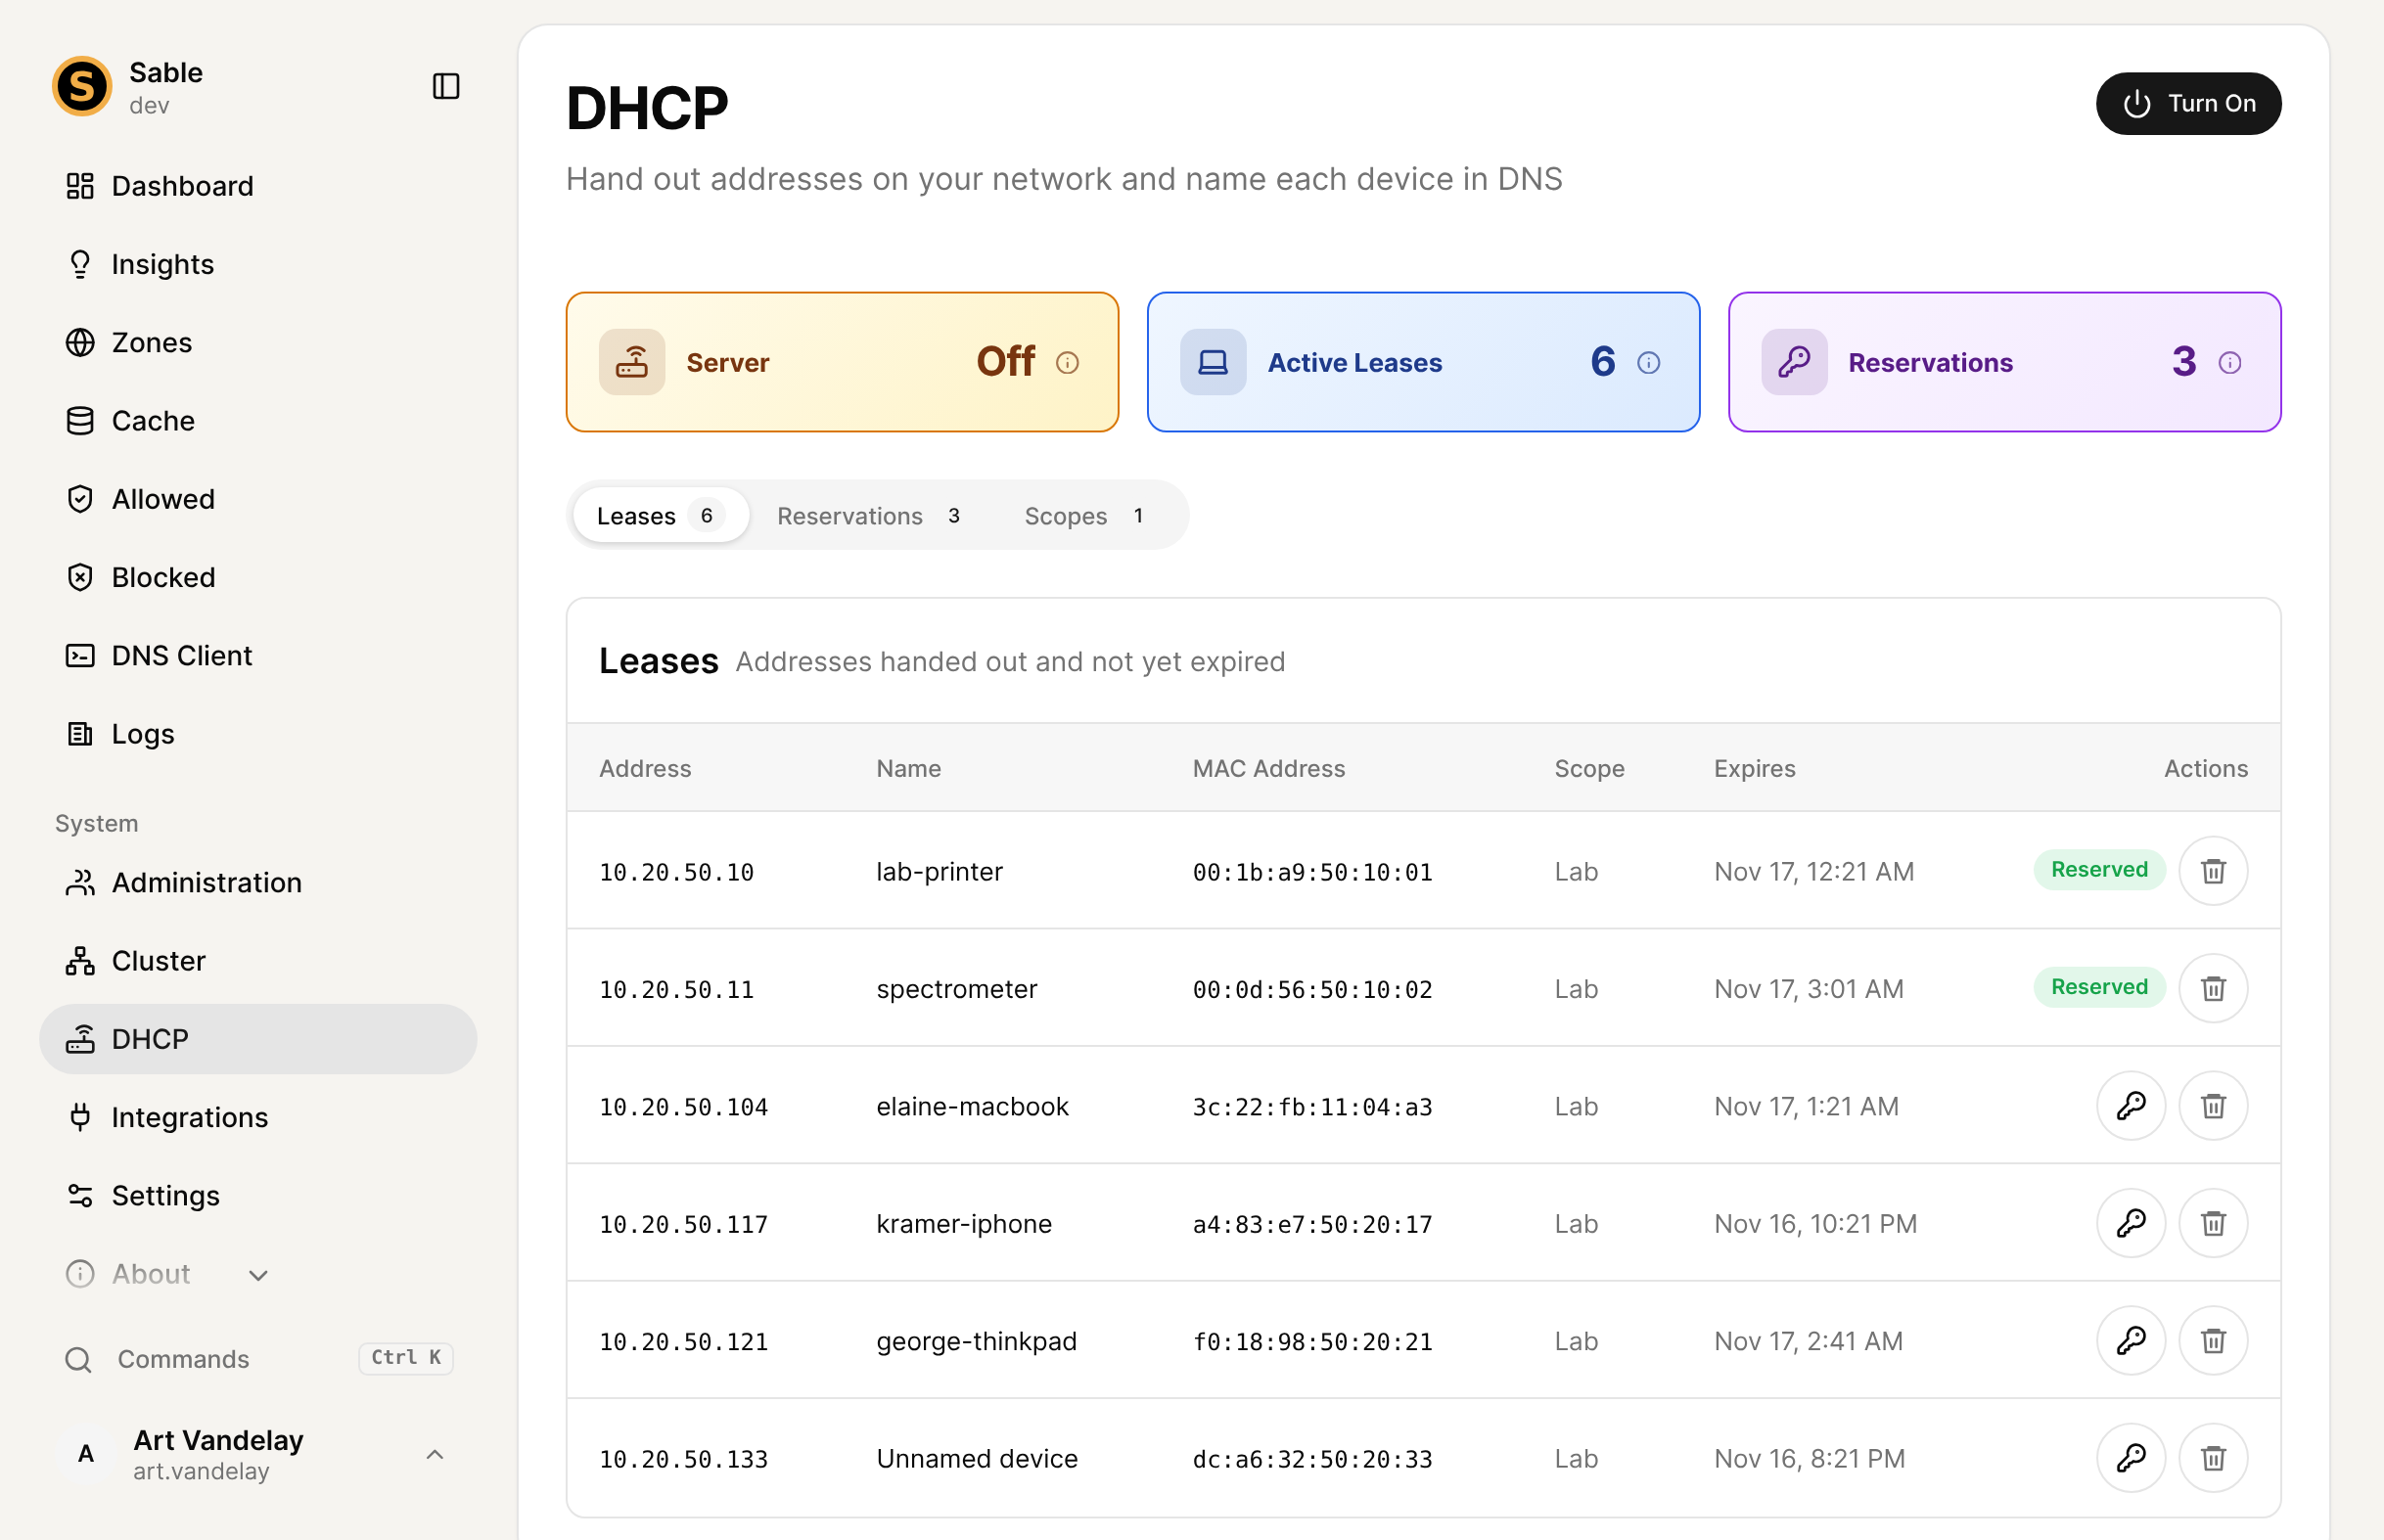 S
Sable
dev
Dashboard
Insights
Zones
Cache
Allowed
Blocked
DNS Client
Logs
System
Administration
Cluster
DHCP
Integrations
Settings
About
Commands Ctrl K
A
Art Vandelay
art.vandelay
DHCP
Turn On
Hand out addresses on your network and name each device in DNS
Server Off
Active Leases 6
Reservations 3
Leases 6 Reservations 3 Scopes 1
Leases Addresses handed out and not yet expired
Address Name MAC Address Scope Expires Actions
10.20.50.10 lab-printer 00:1b:a9:50:10:01 Lab Nov 17, 12:21 AM Reserved
10.20.50.11 spectrometer 00:0d:56:50:10:02 Lab Nov 17, 3:01 AM Reserved
10.20.50.104 elaine-macbook 3c:22:fb:11:04:a3 Lab Nov 17, 1:21 AM
10.20.50.117 kramer-iphone a4:83:e7:50:20:17 Lab Nov 16, 10:21 PM
10.20.50.121 george-thinkpad f0:18:98:50:20:21 Lab Nov 17, 2:41 AM
10.20.50.133 Unnamed device dc:a6:32:50:20:33 Lab Nov 16, 8:21 PM